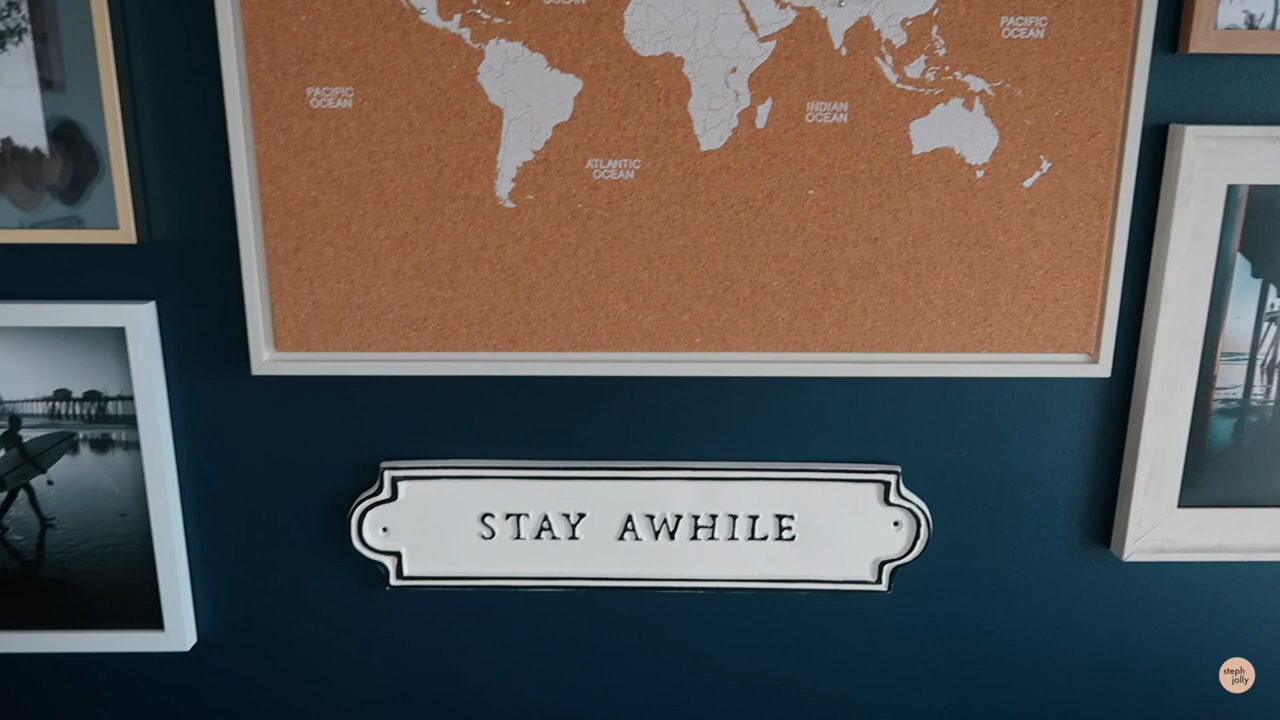 PACIFIC
OCEAN
PACIFIC
OCEAN
INDIAN
OCEAN
ATLANTIC
OCEAN
STAY AWHILE
steph
jolly